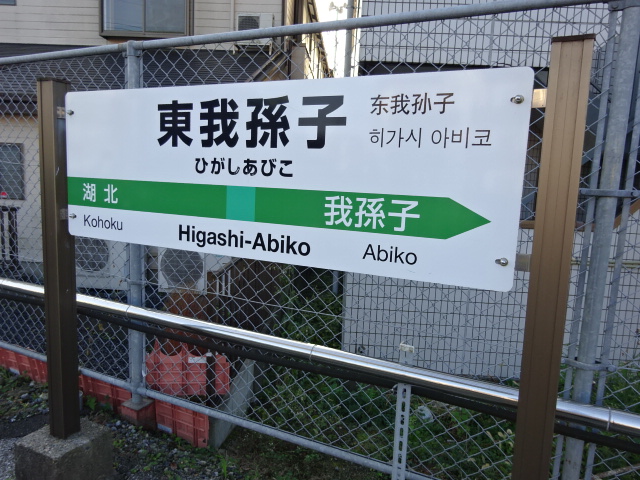 東我孫子
东我孙子
히가시 아비코
ひがしあびこ
湖北
我孫子
Kohoku
Higashi-Abiko
Abiko